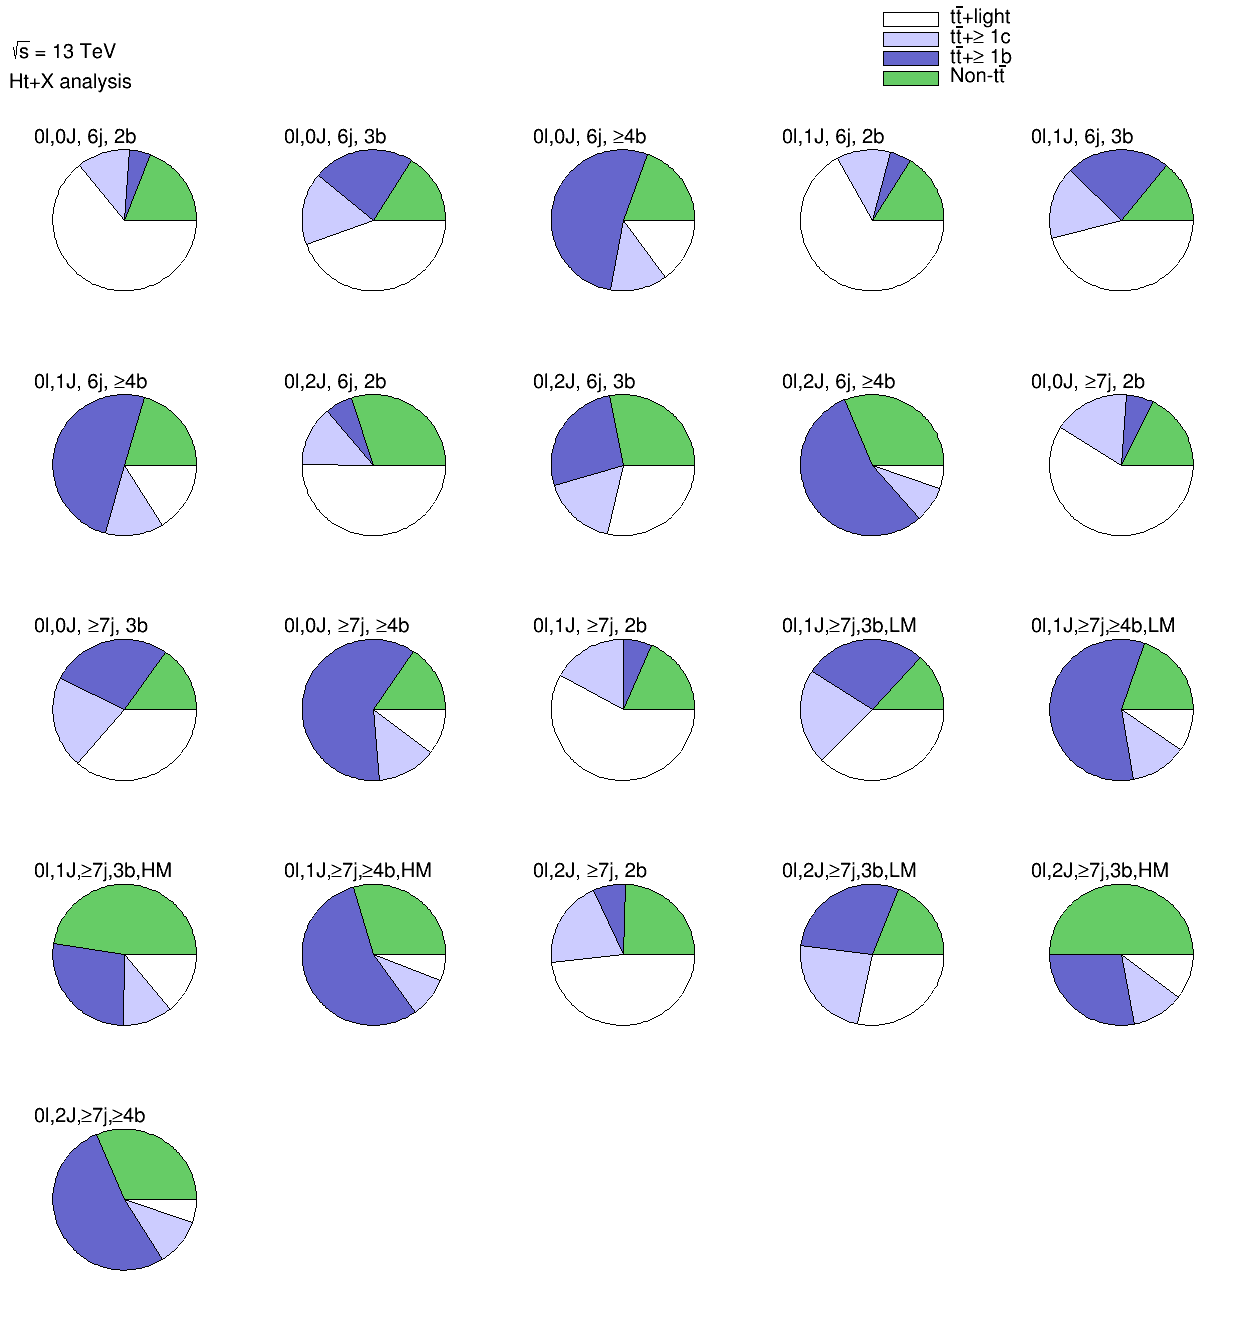 tt̄+light
tt̄+≥ 1c
tt̄+≥ 1b
Non-tt̄
√s = 13 TeV
Ht+X analysis
0l,0J, 6j, 2b
0l,0J, 6j, 3b
0l,0J, 6j, ≥4b
0l,1J, 6j, 2b
0l,1J, 6j, 3b
0l,1J, 6j, ≥4b
0l,2J, 6j, 2b
0l,2J, 6j, 3b
0l,2J, 6j, ≥4b
0l,0J, ≥7j, 2b
0l,0J, ≥7j, 3b
0l,0J, ≥7j, ≥4b
0l,1J, ≥7j, 2b
0l,1J,≥7j,3b,LM
0l,1J,≥7j,≥4b,LM
0l,1J,≥7j,3b,HM
0l,1J,≥7j,≥4b,HM
0l,2J, ≥7j, 2b
0l,2J,≥7j,3b,LM
0l,2J,≥7j,3b,HM
0l,2J,≥7j,≥4b